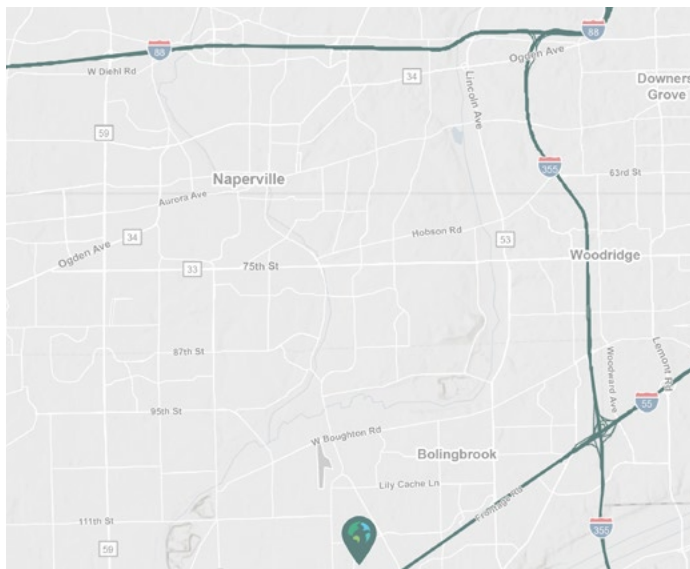 88
88
Ogden Ave
W Diehl Rd
34
Lincoln Ave
Downers
Grove
59
355
63rd St
Naperville
Aurora Ave
Hobson Rd
34
53
Ogden Ave
33
75th St
Woodridge
87th St
Woodward Ave
Lemont Rd
55
95th St
W Boughton Rd
Bolingbrook
Lily Cache Ln
Frontage Rd
111th St
355
59